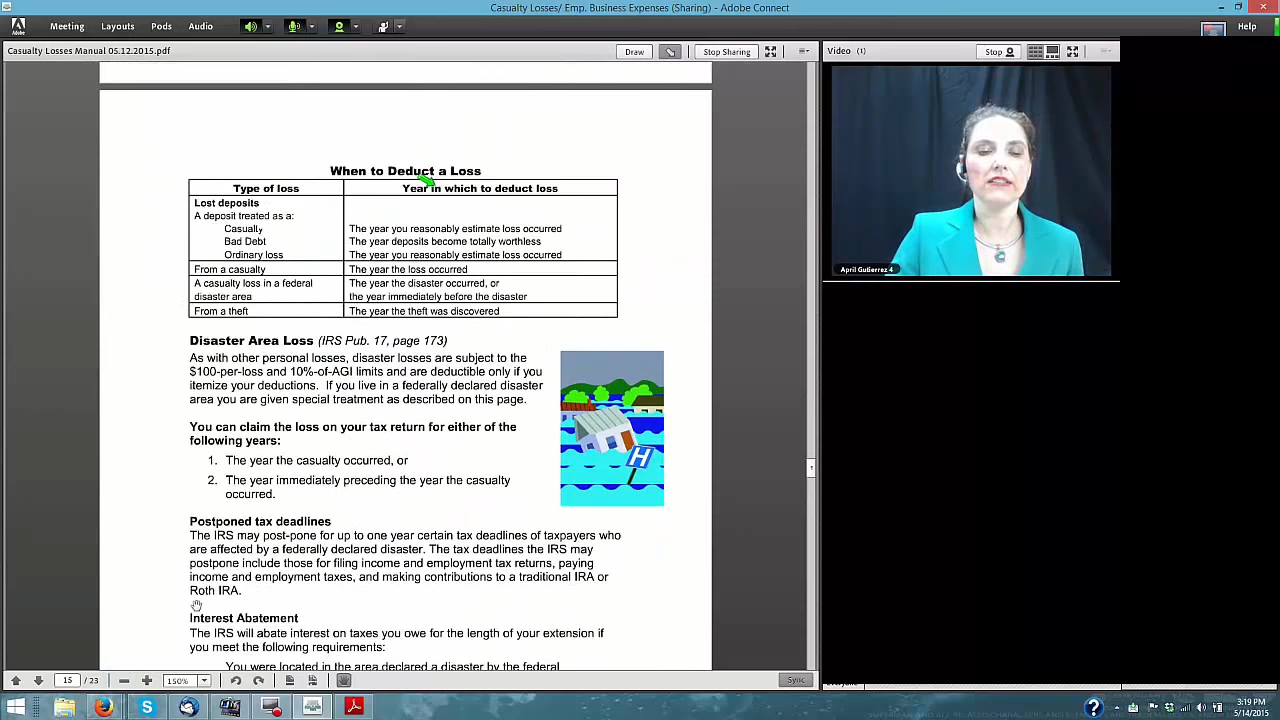 Casualty Losses/ Emp. Business Expenses (Sharing) - Adobe Connect
Meeting Layouts Pods Audio Help
Casualty Losses Manual 05.12.2015.pdf Draw Stop Sharing
Video (1) Stop
When to Deduct a Loss
Type of loss Year in which to deduct loss
Lost deposits
A deposit treated as a:
Casualty The year you reasonably estimate loss occurred
Bad Debt The year deposits become totally worthless
Ordinary loss The year you reasonably estimate loss occurred
From a casualty The year the loss occurred
A casualty loss in a federal The year the disaster occurred, or
disaster area the year immediately before the disaster
From a theft The year the theft was discovered
Disaster Area Loss (IRS Pub. 17, page 173)
As with other personal losses, disaster losses are subject to the
$100-per-loss and 10%-of-AGI limits and are deductible only if you
itemize your deductions. If you live in a federally declared disaster
area you are given special treatment as described on this page.
You can claim the loss on your tax return for either of the
following years:
1. The year the casualty occurred, or
2. The year immediately preceding the year the casualty
occurred.
H
Postponed tax deadlines
The IRS may post-pone for up to one year certain tax deadlines of taxpayers who
are affected by a federally declared disaster. The tax deadlines the IRS may
postpone include those for filing income and employment tax returns, paying
income and employment taxes, and making contributions to a traditional IRA or
Roth IRA.
Interest Abatement
The IRS will abate interest on taxes you owe for the length of your extension if
you meet the following requirements:
You were located in the area declared a disaster by the federal
15 / 23 150% Sync
April Gutierrez 4
3:19 PM
5/14/2015